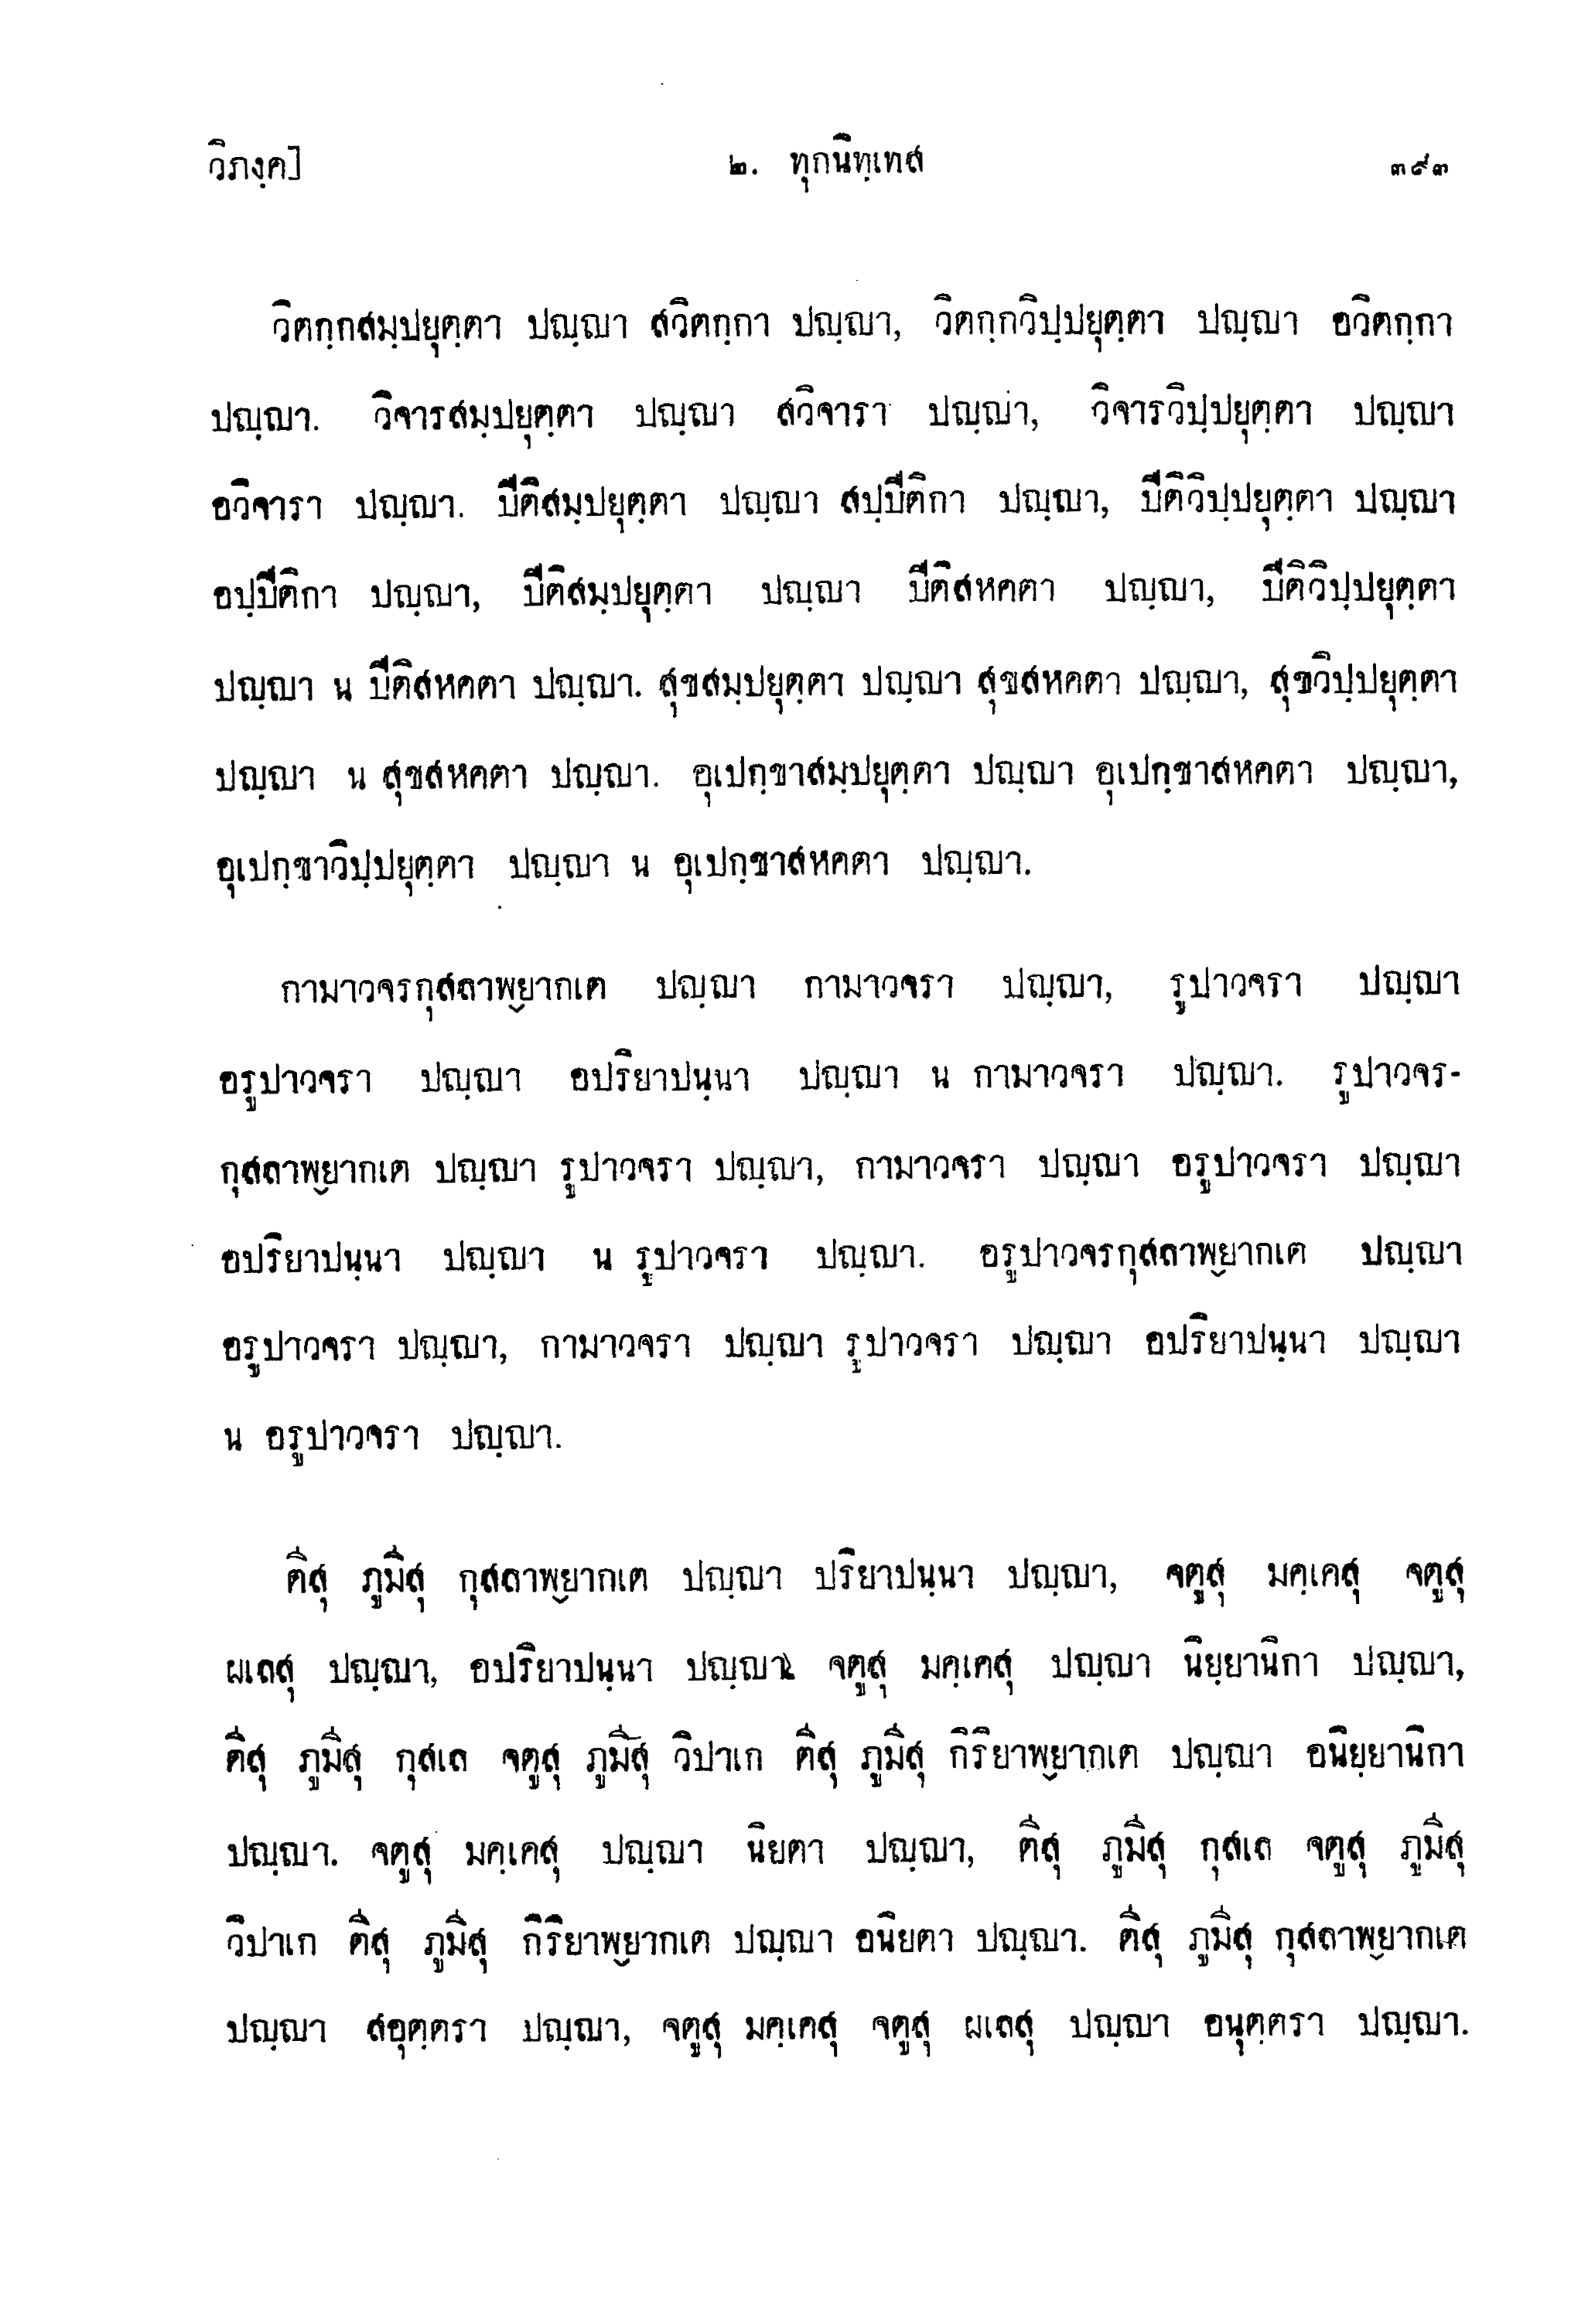 วิภงฺค] ๒. ทุกนิทฺเทส ๓๙๓
วิตกฺกสมฺปยุตฺตา ปญฺญา สวิตกฺกา ปญฺญา, วิตกฺกวิปฺปยุตฺตา ปญฺญา อวิตกฺกา
ปญฺญา. วิจารสมฺปยุตฺตา ปญฺญา สวิจารา ปญฺญา, วิจารวิปฺปยุตฺตา ปญฺญา
อวิจารา ปญฺญา. ปีติสมฺปยุตฺตา ปญฺญา สปฺปีติกา ปญฺญา, ปีติวิปฺปยุตฺตา ปญฺญา
อปฺปีติกา ปญฺญา, ปีติสมฺปยุตฺตา ปญฺญา ปีติสหคตา ปญฺญา, ปีติวิปฺปยุตฺตา
ปญฺญา น ปีติสหคตา ปญฺญา. สุขสมฺปยุตฺตา ปญฺญา สุขสหคตา ปญฺญา, สุขวิปฺปยุตฺตา
ปญฺญา น สุขสหคตา ปญฺญา. อุเปกฺขาสมฺปยุตฺตา ปญฺญา อุเปกฺขาสหคตา ปญฺญา,
อุเปกฺขาวิปฺปยุตฺตา ปญฺญา น อุเปกฺขาสหคตา ปญฺญา.
กามาวจรกุสลาพฺยากเต ปญฺญา กามาวจรา ปญฺญา, รูปาวจรา ปญฺญา
อรูปาวจรา ปญฺญา อปริยาปนฺนา ปญฺญา น กามาวจรา ปญฺญา. รูปาวจร-
กุสลาพฺยากเต ปญฺญา รูปาวจรา ปญฺญา, กามาวจรา ปญฺญา อรูปาวจรา ปญฺญา
อปริยาปนฺนา ปญฺญา น รูปาวจรา ปญฺญา. อรูปาวจรกุสลาพฺยากเต ปญฺญา
อรูปาวจรา ปญฺญา, กามาวจรา ปญฺญา รูปาวจรา ปญฺญา อปริยาปนฺนา ปญฺญา
น อรูปาวจรา ปญฺญา.
ตีสุ ภูมีสุ กุสลาพฺยากเต ปญฺญา ปริยาปนฺนา ปญฺญา, จตูสุ มคฺเคสุ จตูสุ
ผเลสุ ปญฺญา, อปริยาปนฺนา ปญฺญา. จตูสุ มคฺเคสุ ปญฺญา นิยฺยานิกา ปญฺญา,
ตีสุ ภูมีสุ กุสเล จตูสุ ภูมีสุ วิปาเก ตีสุ ภูมีสุ กิริยาพฺยากเต ปญฺญา อนิยฺยานิกา
ปญฺญา. จตูสุ มคฺเคสุ ปญฺญา นิยตา ปญฺญา, ตีสุ ภูมีสุ กุสเล จตูสุ ภูมีสุ
วิปาเก ตีสุ ภูมีสุ กิริยาพฺยากเต ปญฺญา อนิยตา ปญฺญา. ตีสุ ภูมีสุ กุสลาพฺยากเต
ปญฺญา สอุตฺตรา ปญฺญา, จตูสุ มคฺเคสุ จตูสุ ผเลสุ ปญฺญา อนุตฺตรา ปญฺญา.